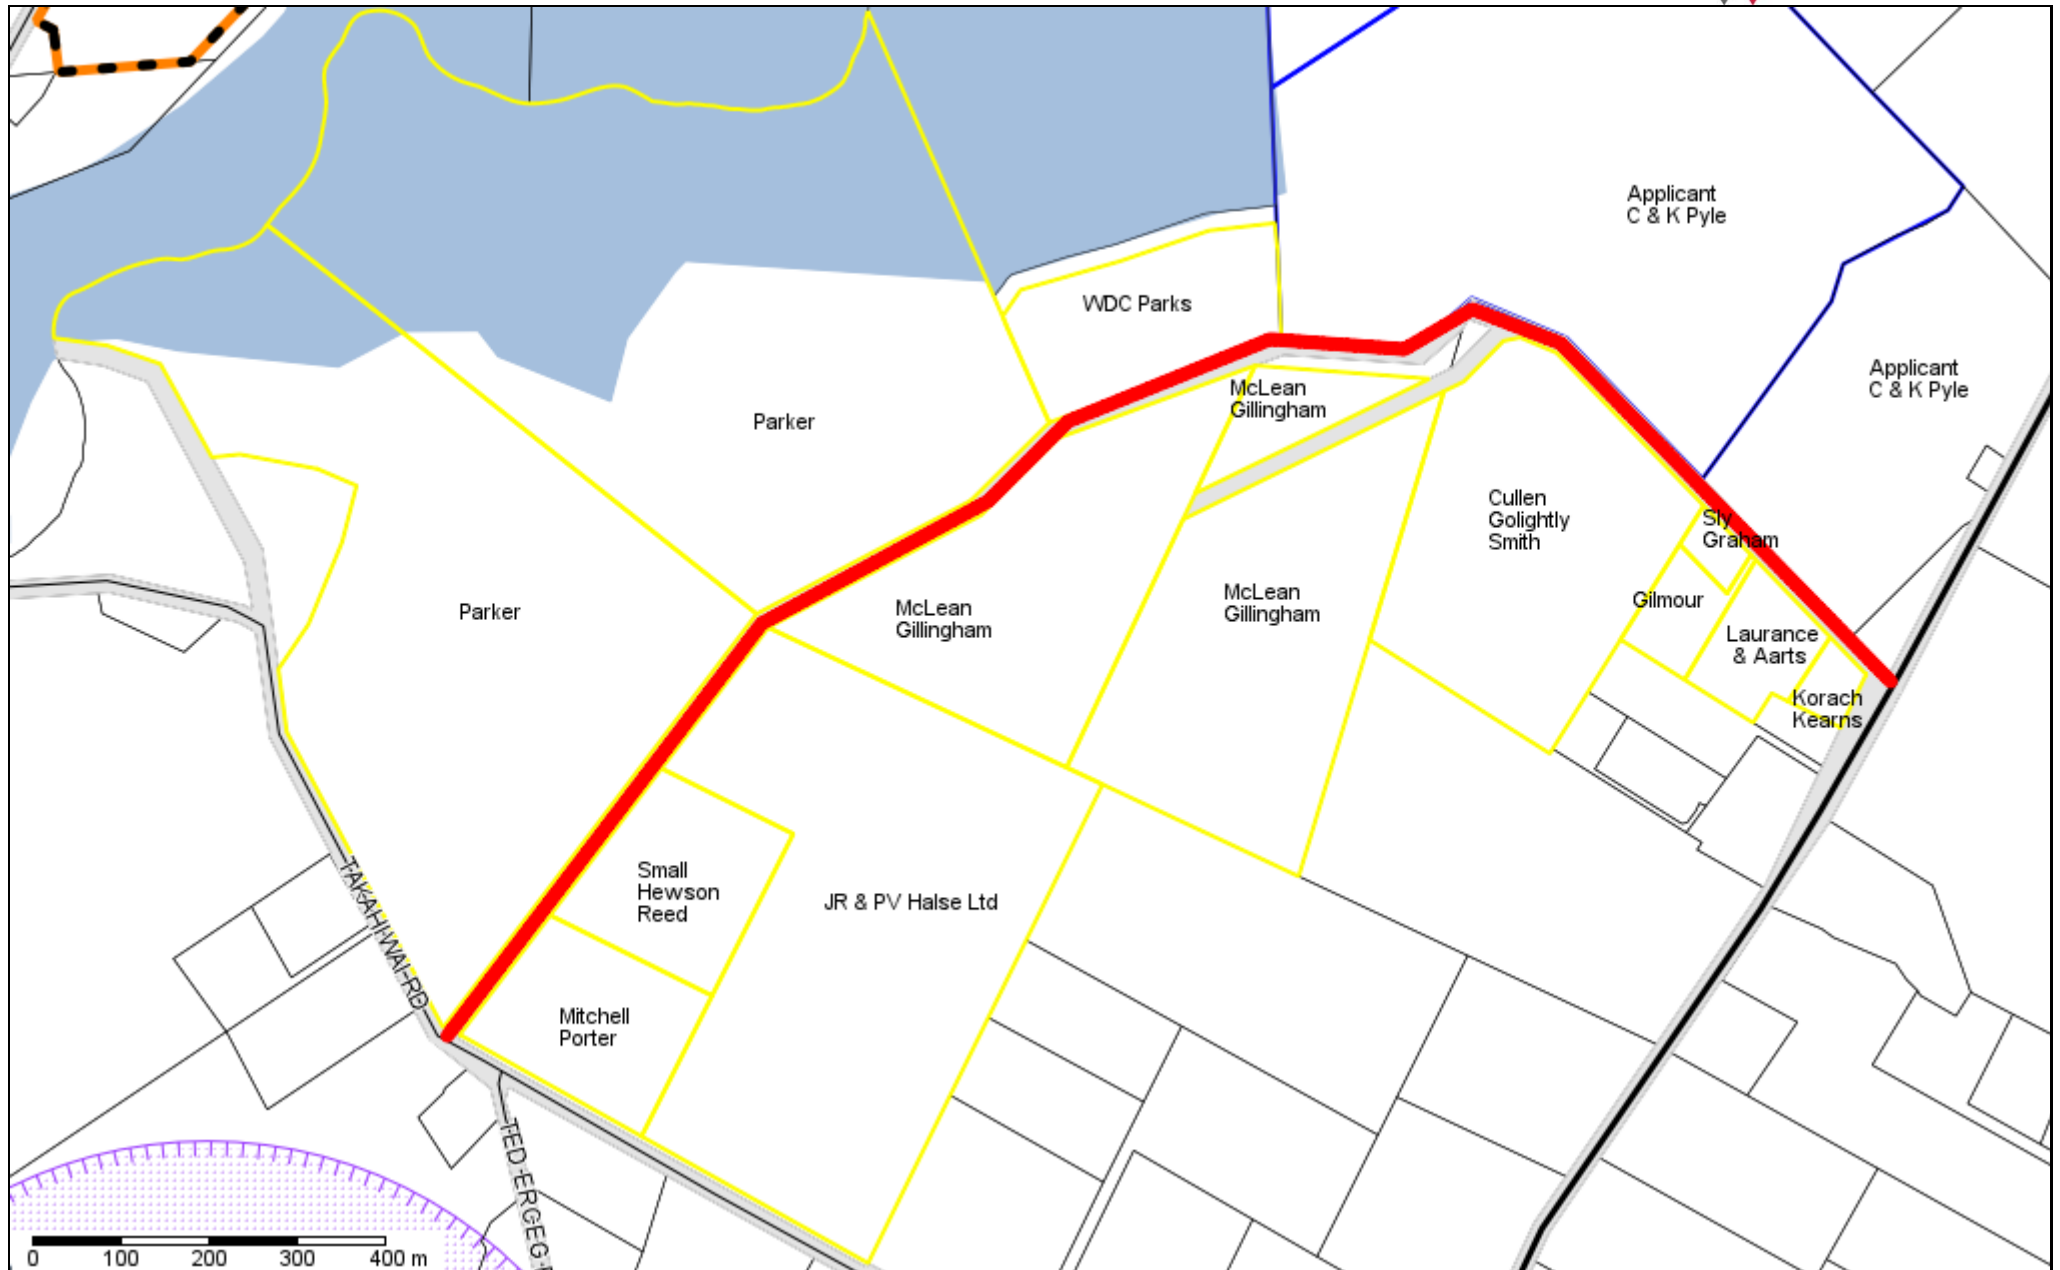 Applicant
C & K Pyle
WDC Parks
Applicant
C & K Pyle
McLean
Gillingham
Parker
Cullen
Golightly
Smith
Sly
Graham
Gilmour
McLean
Gillingham
McLean
Gillingham
Parker
Laurance
& Aarts
Korach
Kearns
Small
Hewson
Reed
JR & PV Halse Ltd
TAKAHIWAI-RD
Mitchell
Porter
0 100 200 300 400 m